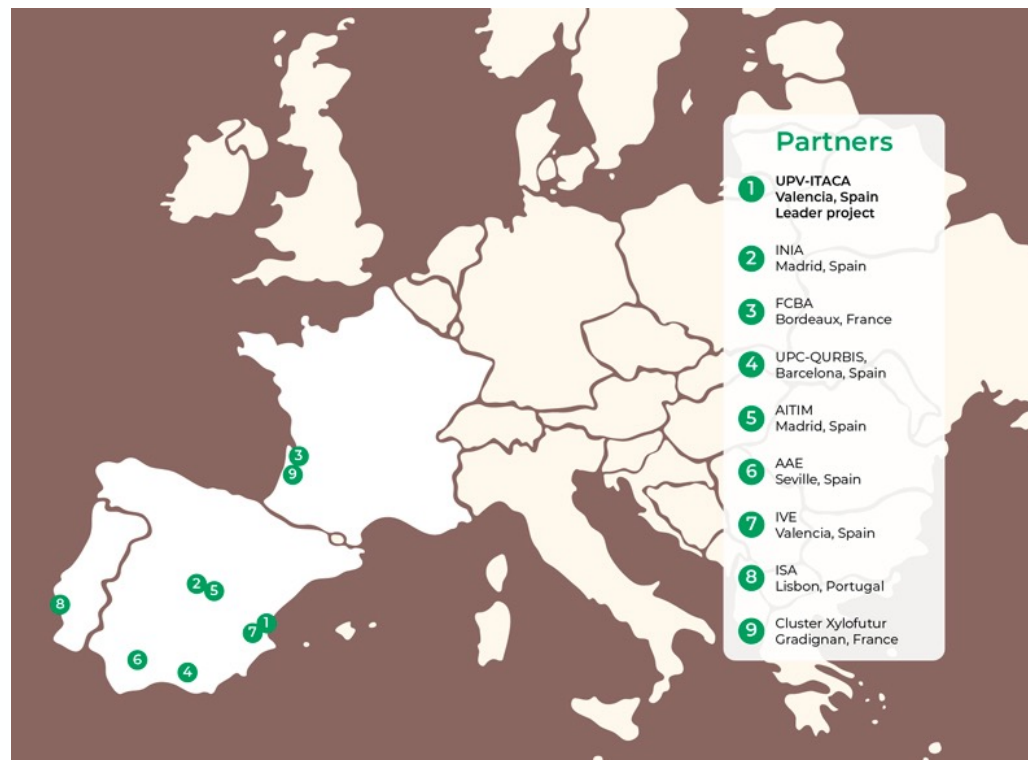 Partners
1
UPV-ITACA
Valencia, Spain
Leader project
2
INIA
Madrid, Spain
3
FCBA
Bordeaux, France
4
UPC-QURBIS,
Barcelona, Spain
5
AITIM
Madrid, Spain
6
AAE
Seville, Spain
7
IVE
Valencia, Spain
8
ISA
Lisbon, Portugal
9
Cluster Xylofutur
Gradignan, France
3
9
2
5
8
1
7
6
4